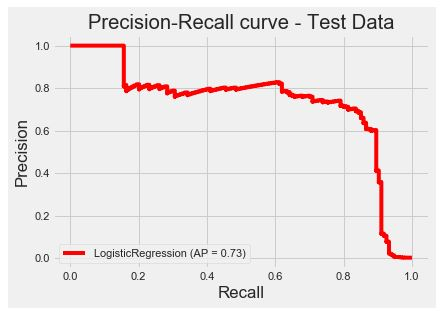 Precision-Recall curve - Test Data
Precision
1.0
0.8
0.6
0.4
0.2
0.0
LogisticRegression (AP = 0.73)
0.0 0.2 0.4 0.6 0.8 1.0
Recall